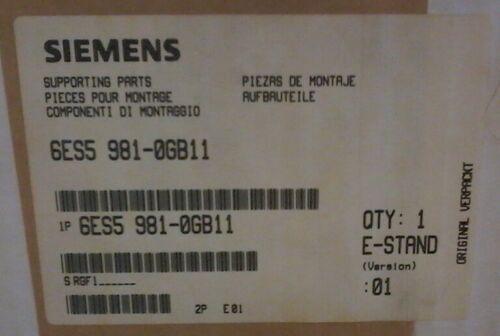 SIEMENS
SUPPORTING PARTS PIEZAS DE MONTAJE
PIECES POUR MONTAGE AUFBAUTEILE
COMPONENTI DI MONTAGGIO
6ES5 981-0GB11
1P 6ES5 981-0GB11
QTY: 1
E-STAND
(Version)
:01
S RGF1______
2P E01
ORIGINAL VERPACKT